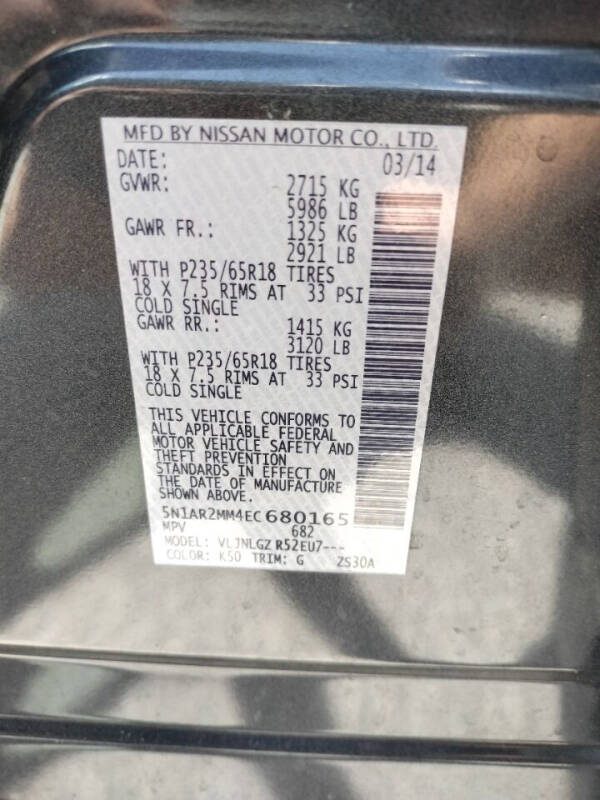 MFD BY NISSAN MOTOR CO., LTD.
DATE: 03/14
GVWR: 2715 KG
5986 LB
GAWR FR.: 1325 KG
2921 LB
WITH P235/65R18 TIRES
18 X 7.5 RIMS AT 33 PSI
COLD SINGLE
GAWR RR.: 1415 KG
3120 LB
WITH P235/65R18 TIRES
18 X 7.5 RIMS AT 33 PSI
COLD SINGLE
THIS VEHICLE CONFORMS TO
ALL APPLICABLE FEDERAL
MOTOR VEHICLE SAFETY AND
THEFT PREVENTION
STANDARDS IN EFFECT ON
THE DATE OF MANUFACTURE
SHOWN ABOVE.
5N1AR2MM4EC680165
MPV 682
MODEL: VLJNLGZ R52EU7---
COLOR: K50 TRIM: G ZS30A